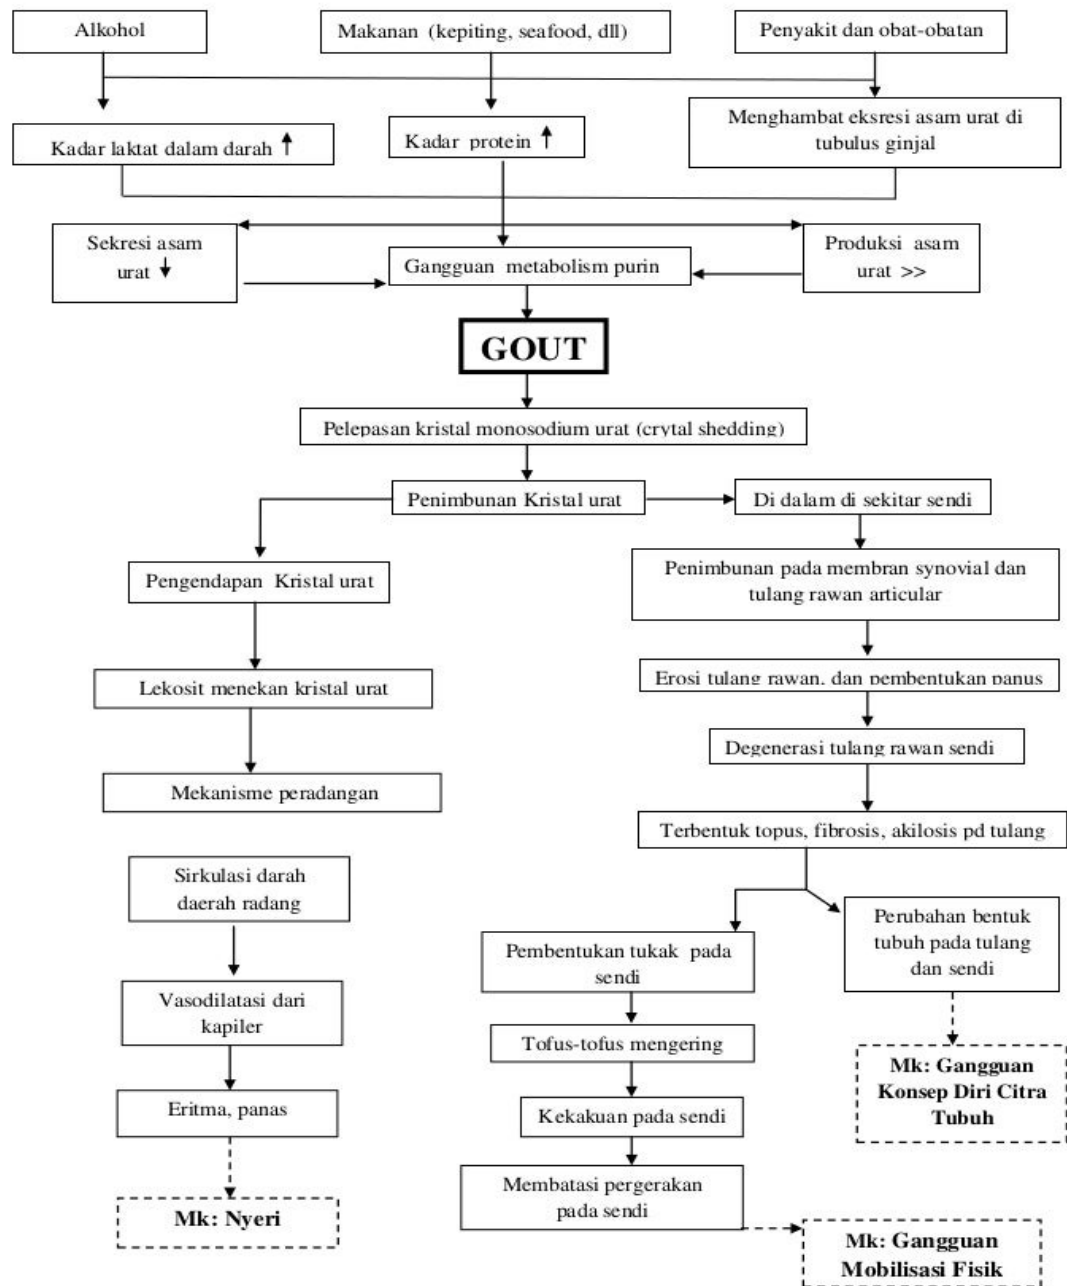 Alkohol
Makanan (kepiting, seafood, dll)
Penyakit dan obat-obatan
Kadar laktat dalam darah ↑
Kadar protein ↑
Menghambat eksresi asam urat di
tubulus ginjal
Sekresi asam
urat ↓
Gangguan metabolism purin
Produksi asam
urat >>
GOUT
Pelepasan kristal monosodium urat (crytal shedding)
Penimbunan Kristal urat
Di dalam di sekitar sendi
Pengendapan Kristal urat
Penimbunan pada membran synovial dan
tulang rawan articular
Lekosit menekan kristal urat
Erosi tulang rawan, dan pembentukan panus
Degenerasi tulang rawan sendi
Mekanisme peradangan
Terbentuk topus, fibrosis, akilosis pd tulang
Sirkulasi darah
daerah radang
Pembentukan tukak pada
sendi
Perubahan bentuk
tubuh pada tulang
dan sendi
Vasodilatasi dari
kapiler
Tofus-tofus mengering
Mk: Gangguan
Konsep Diri Citra
Tubuh
Eritma, panas
Kekakuan pada sendi
Membatasi pergerakan
pada sendi
Mk: Nyeri
Mk: Gangguan
Mobilisasi Fisik